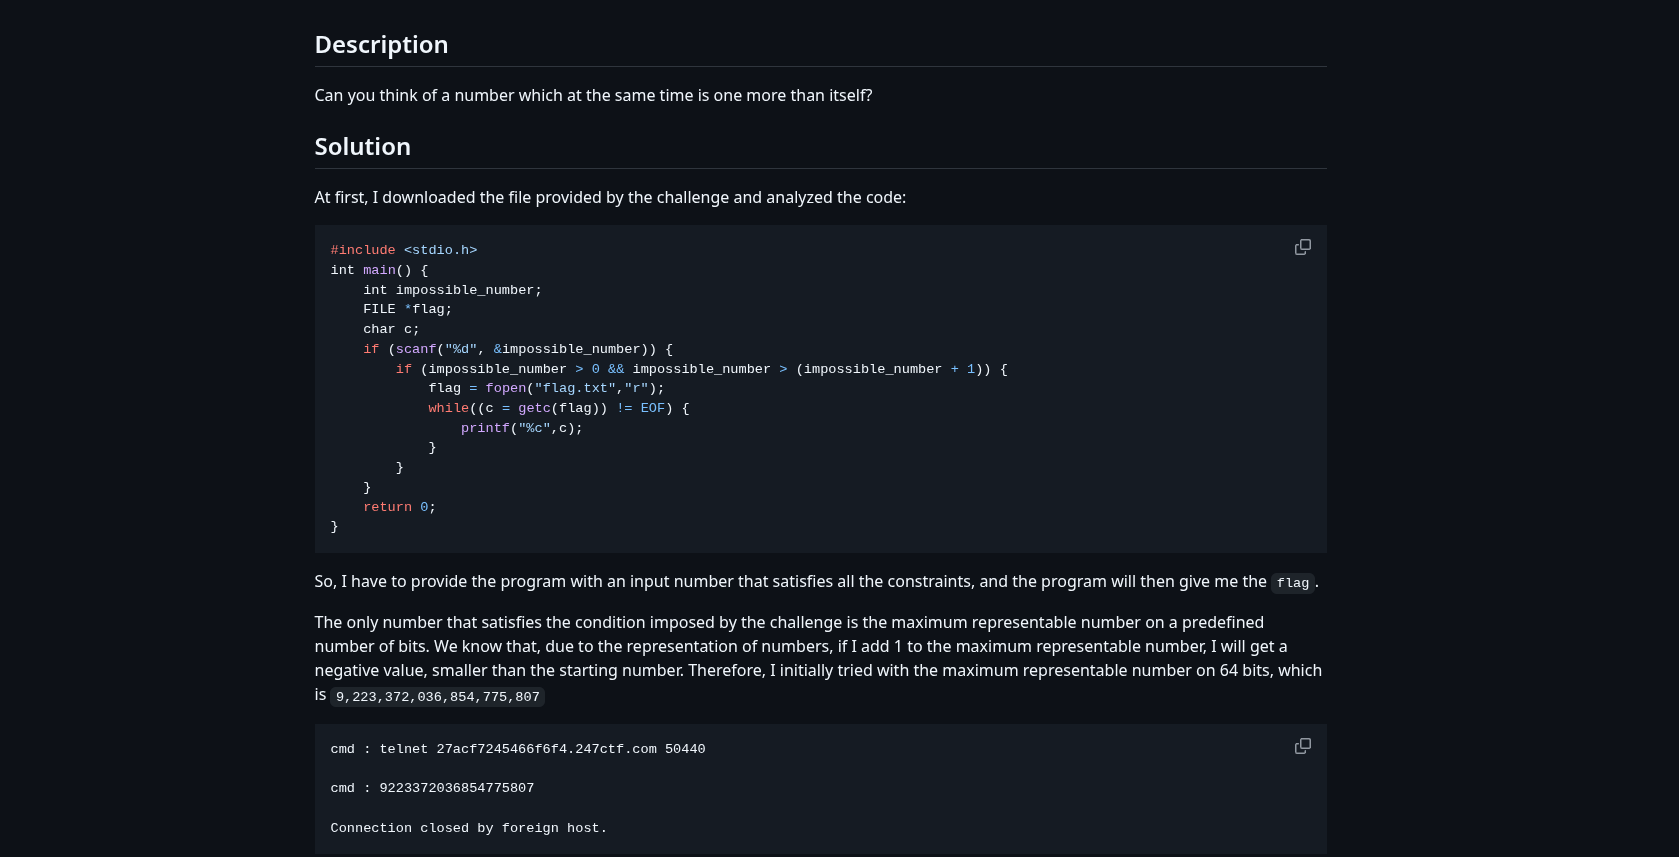 Description
Can you think of a number which at the same time is one more than itself?
Solution
At first, I downloaded the file provided by the challenge and analyzed the code:
#include <stdio.h>
int main() {
    int impossible_number;
    FILE *flag;
    char c;
    if (scanf("%d", &impossible_number)) {
        if (impossible_number > 0 && impossible_number > (impossible_number + 1)) {
            flag = fopen("flag.txt","r");
            while((c = getc(flag)) != EOF) {
                printf("%c",c);
            }
        }
    }
    return 0;
}
So, I have to provide the program with an input number that satisfies all the constraints, and the program will then give me the flag.
The only number that satisfies the condition imposed by the challenge is the maximum representable number on a predefined
number of bits. We know that, due to the representation of numbers, if I add 1 to the maximum representable number, I will get a
negative value, smaller than the starting number. Therefore, I initially tried with the maximum representable number on 64 bits, which
is 9,223,372,036,854,775,807
cmd : telnet 27acf7245466f6f4.247ctf.com 50440
cmd : 9223372036854775807
Connection closed by foreign host.